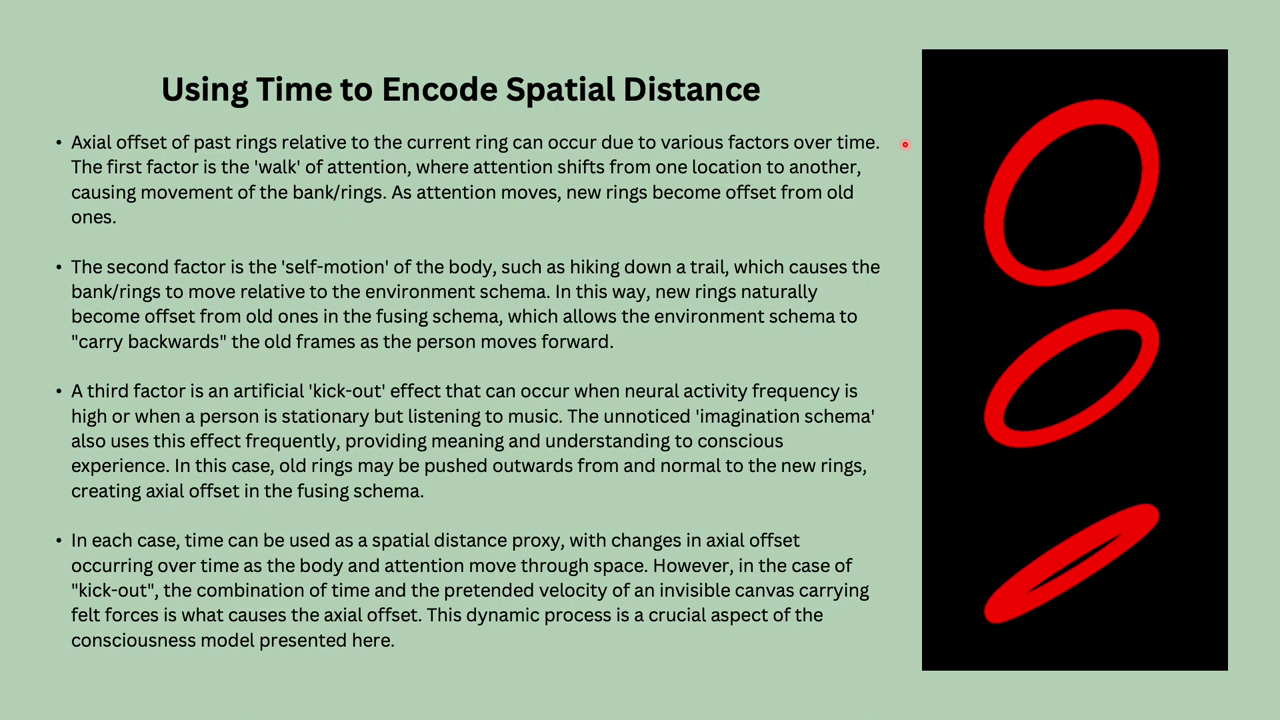 Using Time to Encode Spatial Distance
• Axial offset of past rings relative to the current ring can occur due to various factors over time.
The first factor is the 'walk' of attention, where attention shifts from one location to another,
causing movement of the bank/rings. As attention moves, new rings become offset from old
ones.
• The second factor is the 'self-motion' of the body, such as hiking down a trail, which causes the
bank/rings to move relative to the environment schema. In this way, new rings naturally
become offset from old ones in the fusing schema, which allows the environment schema to
"carry backwards" the old frames as the person moves forward.
• A third factor is an artificial 'kick-out' effect that can occur when neural activity frequency is
high or when a person is stationary but listening to music. The unnoticed 'imagination schema'
also uses this effect frequently, providing meaning and understanding to conscious
experience. In this case, old rings may be pushed outwards from and normal to the new rings,
creating axial offset in the fusing schema.
• In each case, time can be used as a spatial distance proxy, with changes in axial offset
occurring over time as the body and attention move through space. However, in the case of
"kick-out", the combination of time and the pretended velocity of an invisible canvas carrying
felt forces is what causes the axial offset. This dynamic process is a crucial aspect of the
consciousness model presented here.